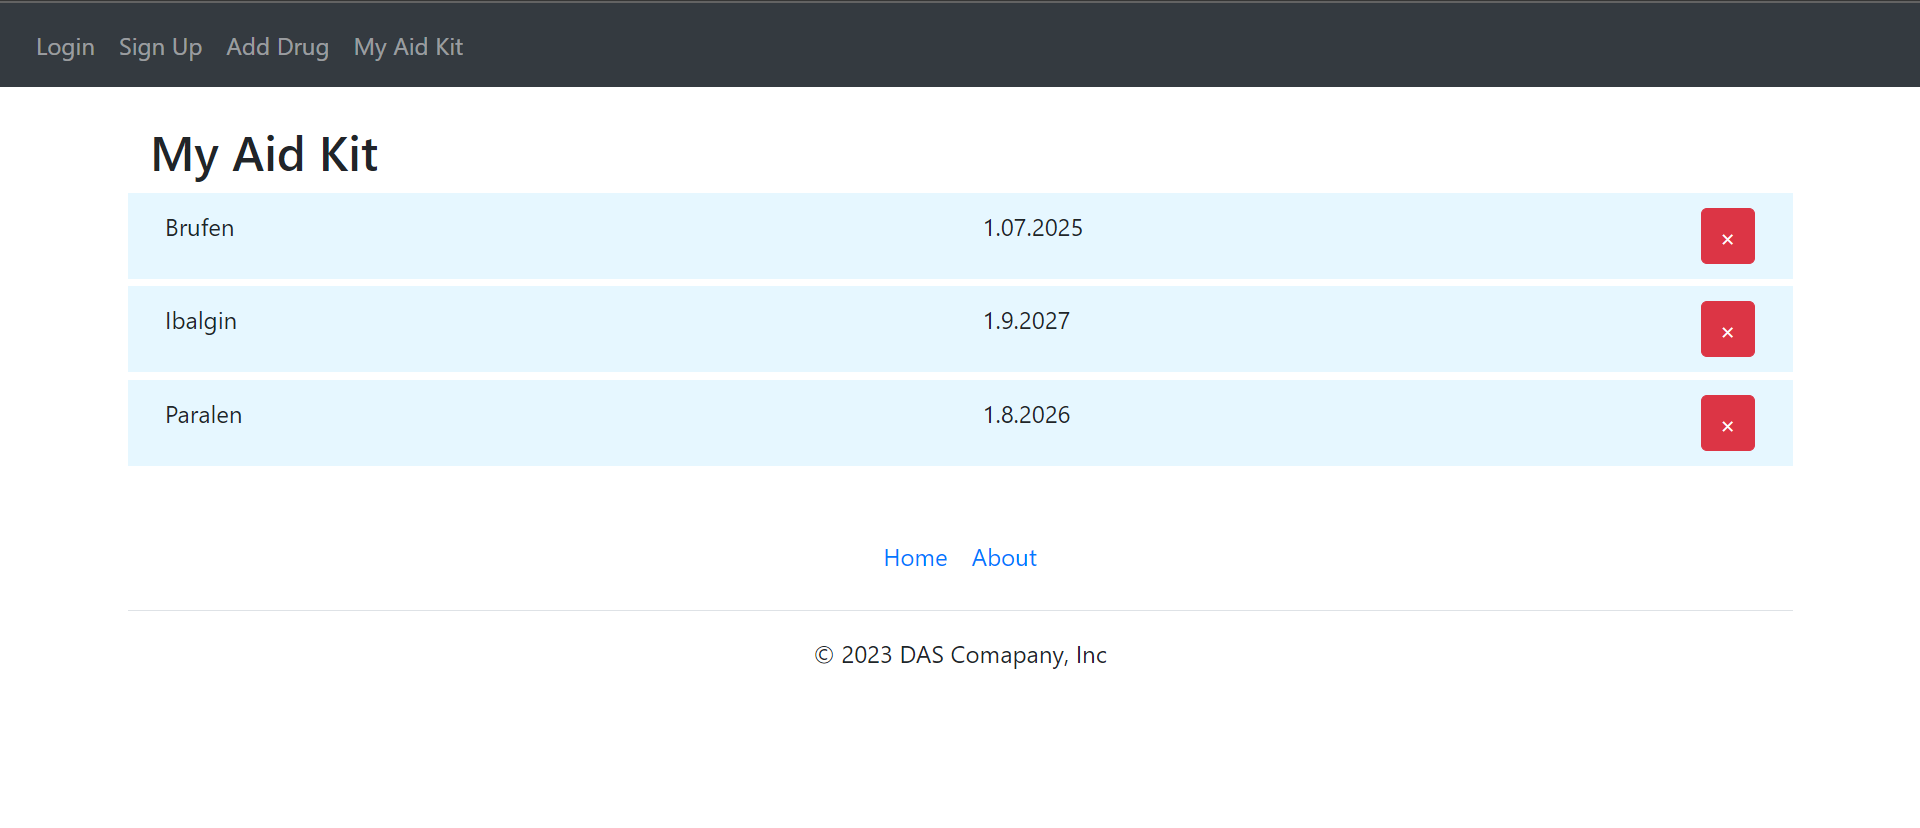 Login Sign Up Add Drug My Aid Kit
My Aid Kit
Brufen 1.07.2025 ×
Ibalgin 1.9.2027 ×
Paralen 1.8.2026 ×
Home About
© 2023 DAS Comapany, Inc